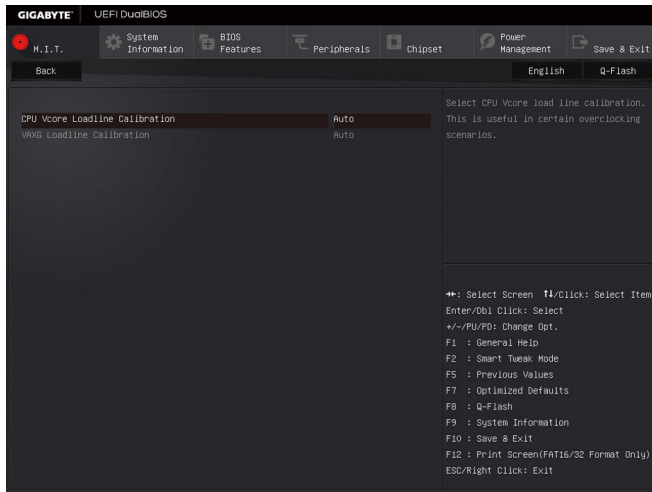 GIGABYTE™ UEFI DualBIOS
M.I.T.
System Information
BIOS Features
Peripherals
Chipset
Power Management
Save & Exit
Back
English
Q-Flash
CPU Vcore Loadline Calibration Auto
VAXG Loadline Calibration Auto
Select CPU Vcore load line calibration.
This is useful in certain overclocking
scenarios.
: Select Screen ↑↓/Click: Select Item
Enter/Dbl Click: Select
+/-/PU/PD: Change Opt.
F1 : General Help
F2 : Smart Tweak Mode
F5 : Previous Values
F7 : Optimized Defaults
F8 : Q-Flash
F9 : System Information
F10 : Save & Exit
F12 : Print Screen(FAT16/32 Format Only)
ESC/Right Click: Exit